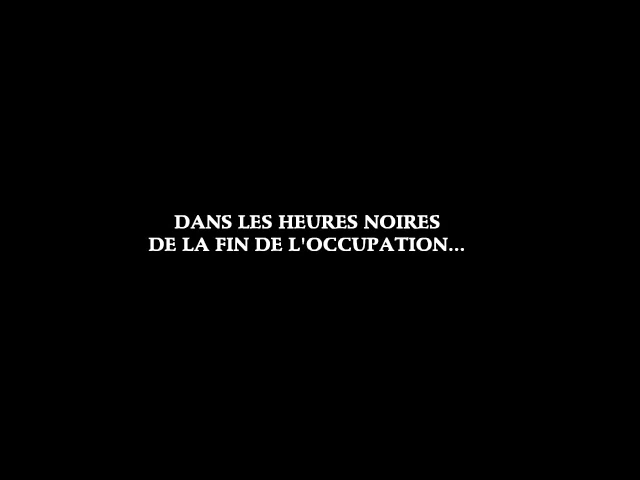 DANS LES HEURES NOIRES
DE LA FIN DE L'OCCUPATION...